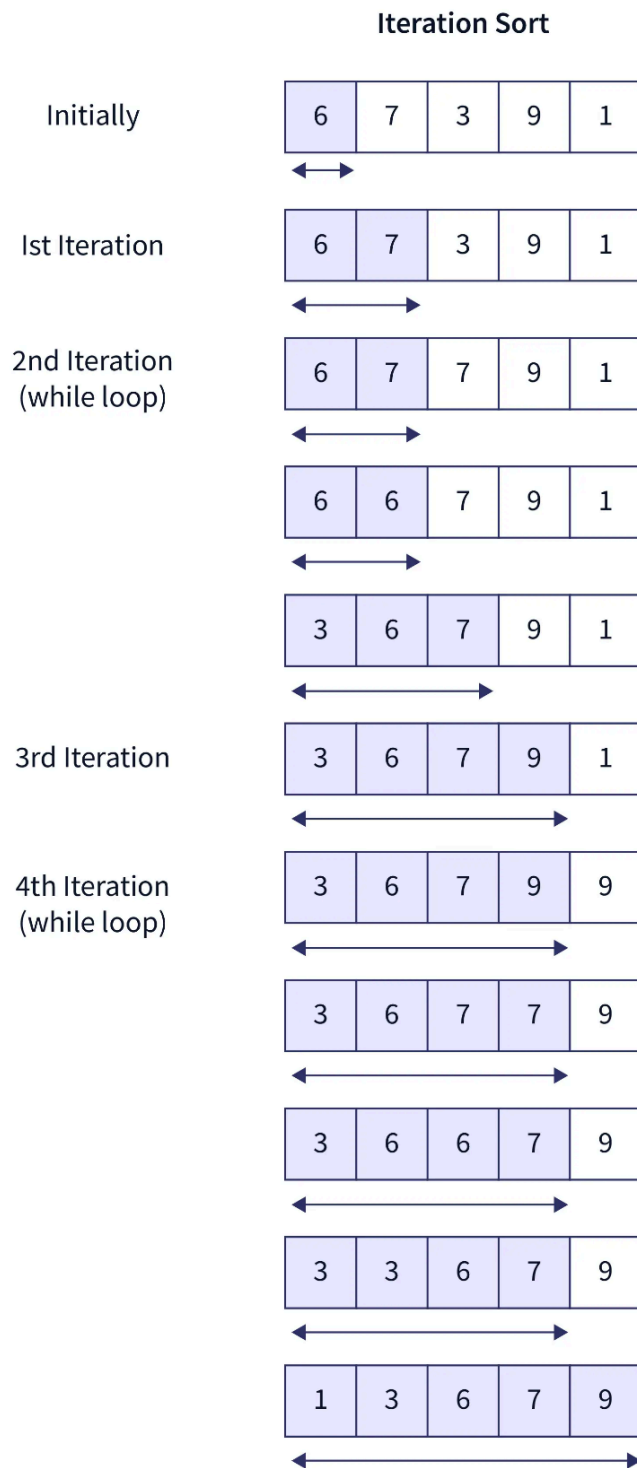 Iteration Sort
Initially 6 7 3 9 1
Ist Iteration 6 7 3 9 1
2nd Iteration
(while loop) 6 7 7 9 1
6 6 7 9 1
3 6 7 9 1
3rd Iteration 3 6 7 9 1
4th Iteration
(while loop) 3 6 7 9 9
3 6 7 7 9
3 6 6 7 9
3 3 6 7 9
1 3 6 7 9